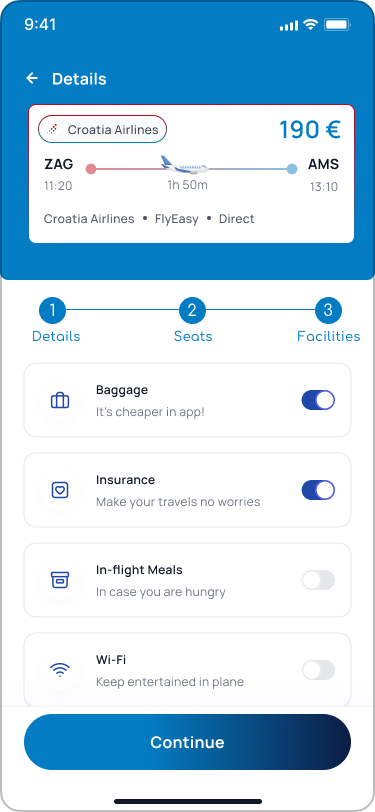 9:41
Details
Croatia Airlines
190 €
ZAG
AMS
11:20
1h 50m
13:10
Croatia Airlines • FlyEasy • Direct
1 2 3
Details Seats Facilities
Baggage
It's cheaper in app!
Insurance
Make your travels no worries
In-flight Meals
In case you are hungry
Wi-Fi
Keep entertained in plane
Continue